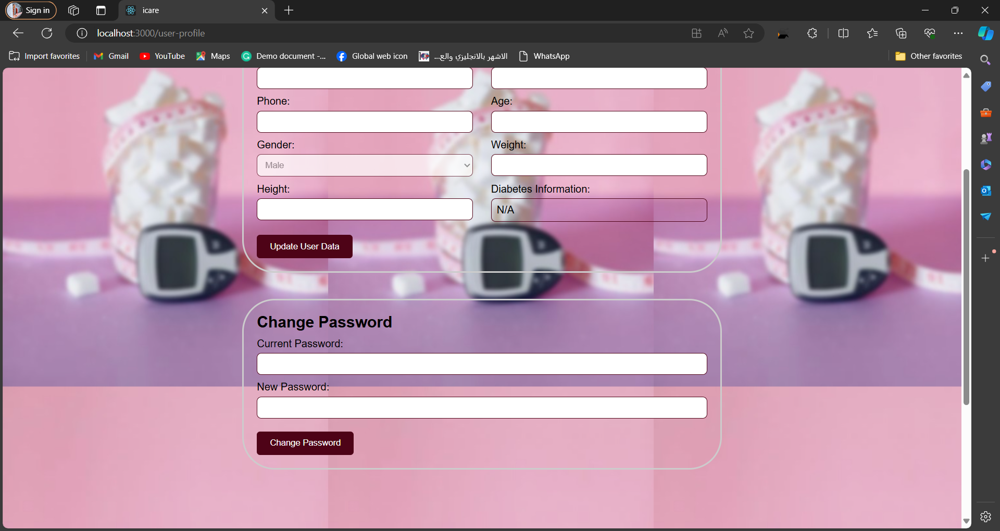 Sign in
icare
localhost:3000/user-profile
Import favorites
Gmail
YouTube
Maps
Demo document -...
Global web icon
الاشهر بالانجليزي والع...
WhatsApp
Other favorites
Phone:
Age:
Gender:
Weight:
Male
Height:
Diabetes Information:
N/A
Update User Data
Change Password
Current Password:
New Password:
Change Password